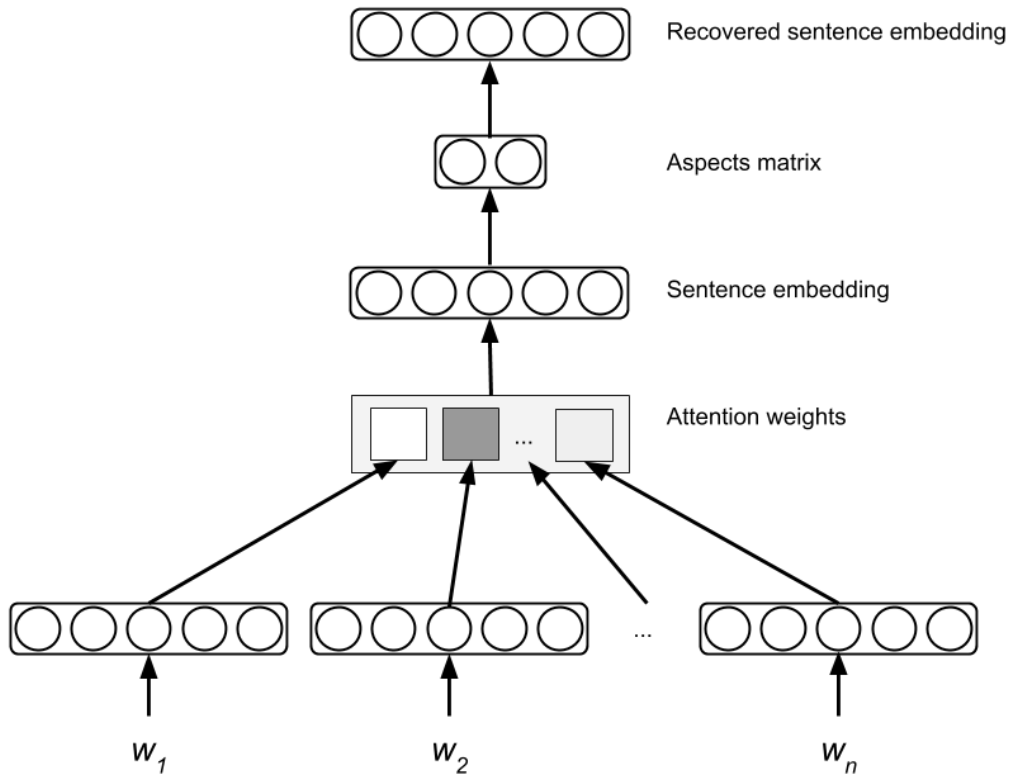 Recovered sentence embedding
Aspects matrix
Sentence embedding
Attention weights
...
...
w1 w2 wn